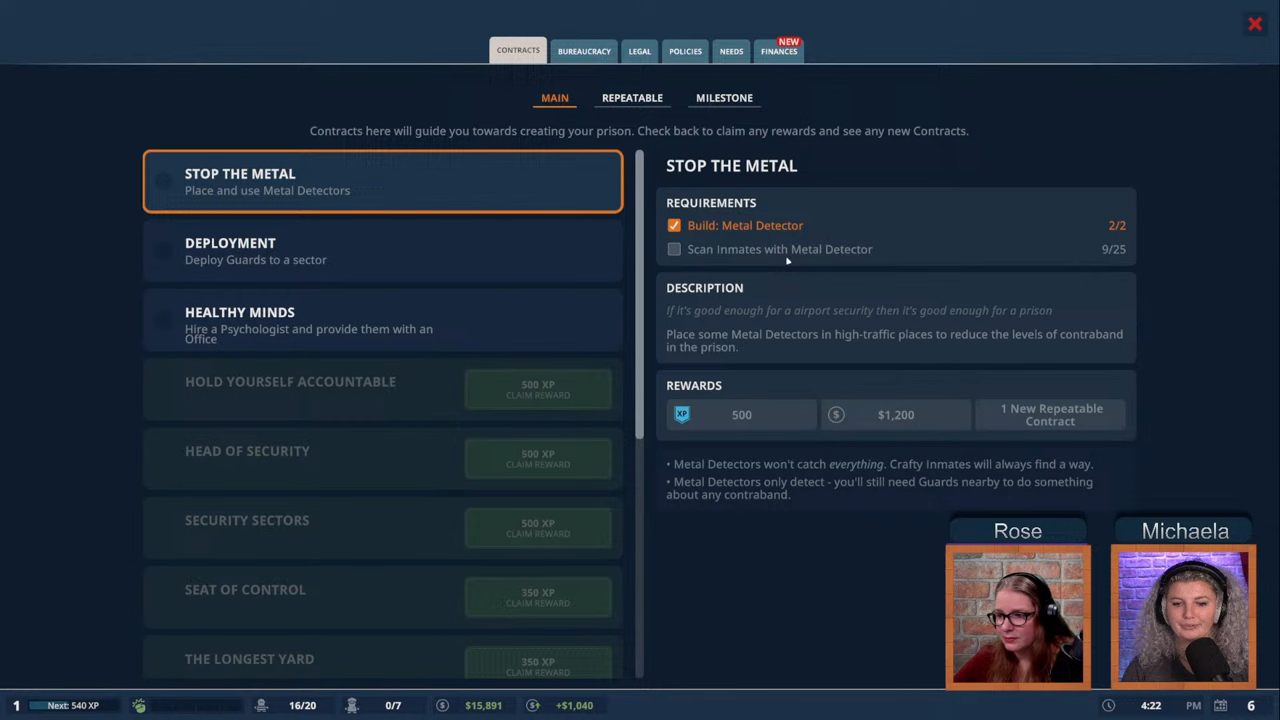 NEW
CONTRACTS
BUREAUCRACY
LEGAL
POLICIES
NEEDS
FINANCES
MAIN
REPEATABLE
MILESTONE
Contracts here will guide you towards creating your prison. Check back to claim any rewards and see any new Contracts.
STOP THE METAL
Place and use Metal Detectors
DEPLOYMENT
Deploy Guards to a sector
HEALTHY MINDS
Hire a Psychologist and provide them with an
Office
HOLD YOURSELF ACCOUNTABLE
500 XP
CLAIM REWARD
HEAD OF SECURITY
500 XP
CLAIM REWARD
SECURITY SECTORS
500 XP
CLAIM REWARD
SEAT OF CONTROL
350 XP
CLAIM REWARD
THE LONGEST YARD
350 XP
CLAIM REWARD
STOP THE METAL
REQUIREMENTS
Build: Metal Detector 2/2
Scan Inmates with Metal Detector 9/25
DESCRIPTION
If it's good enough for a airport security then it's good enough for a prison
Place some Metal Detectors in high-traffic places to reduce the levels of contraband
in the prison.
REWARDS
XP 500
$ $1,200
1 New Repeatable
Contract
• Metal Detectors won't catch everything. Crafty Inmates will always find a way.
• Metal Detectors only detect - you'll still need Guards nearby to do something
about any contraband.
Rose
Michaela
1 Next: 540 XP 16/20 0/7 $ $15,891 $ +$1,040 4:22 PM 6